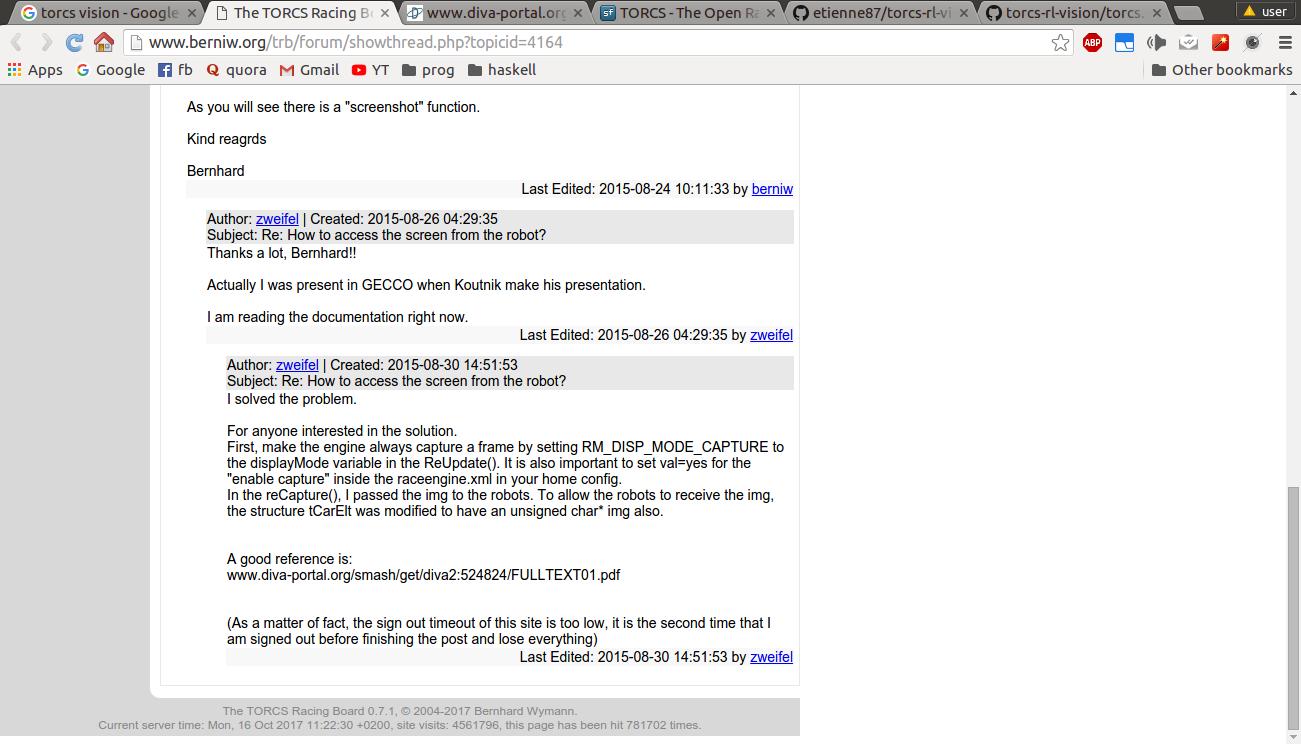 torcs vision - Google
The TORCS Racing B
www.diva-portal.org
TORCS - The Open Ra
etienne87/torcs-rl-vi
torcs-rl-vision/torcs.
user
www.berniw.org/trb/forum/showthread.php?topicid=4164
ABP
Apps Google fb quora Gmail YT prog haskell Other bookmarks
As you will see there is a "screenshot" function.
Kind reagrds
Bernhard
Last Edited: 2015-08-24 10:11:33 by berniw
Author: zweifel | Created: 2015-08-26 04:29:35
Subject: Re: How to access the screen from the robot?
Thanks a lot, Bernhard!!
Actually I was present in GECCO when Koutnik make his presentation.
I am reading the documentation right now.
Last Edited: 2015-08-26 04:29:35 by zweifel
Author: zweifel | Created: 2015-08-30 14:51:53
Subject: Re: How to access the screen from the robot?
I solved the problem.
For anyone interested in the solution.
First, make the engine always capture a frame by setting RM_DISP_MODE_CAPTURE to
the displayMode variable in the ReUpdate(). It is also important to set val=yes for the
"enable capture" inside the raceengine.xml in your home config.
In the reCapture(), I passed the img to the robots. To allow the robots to receive the img,
the structure tCarElt was modified to have an unsigned char* img also.
A good reference is:
www.diva-portal.org/smash/get/diva2:524824/FULLTEXT01.pdf
(As a matter of fact, the sign out timeout of this site is too low, it is the second time that I
am signed out before finishing the post and lose everything)
Last Edited: 2015-08-30 14:51:53 by zweifel
The TORCS Racing Board 0.7.1, © 2004-2017 Bernhard Wymann.
Current server time: Mon, 16 Oct 2017 11:22:30 +0200, site visits: 4561796, this page has been hit 781702 times.